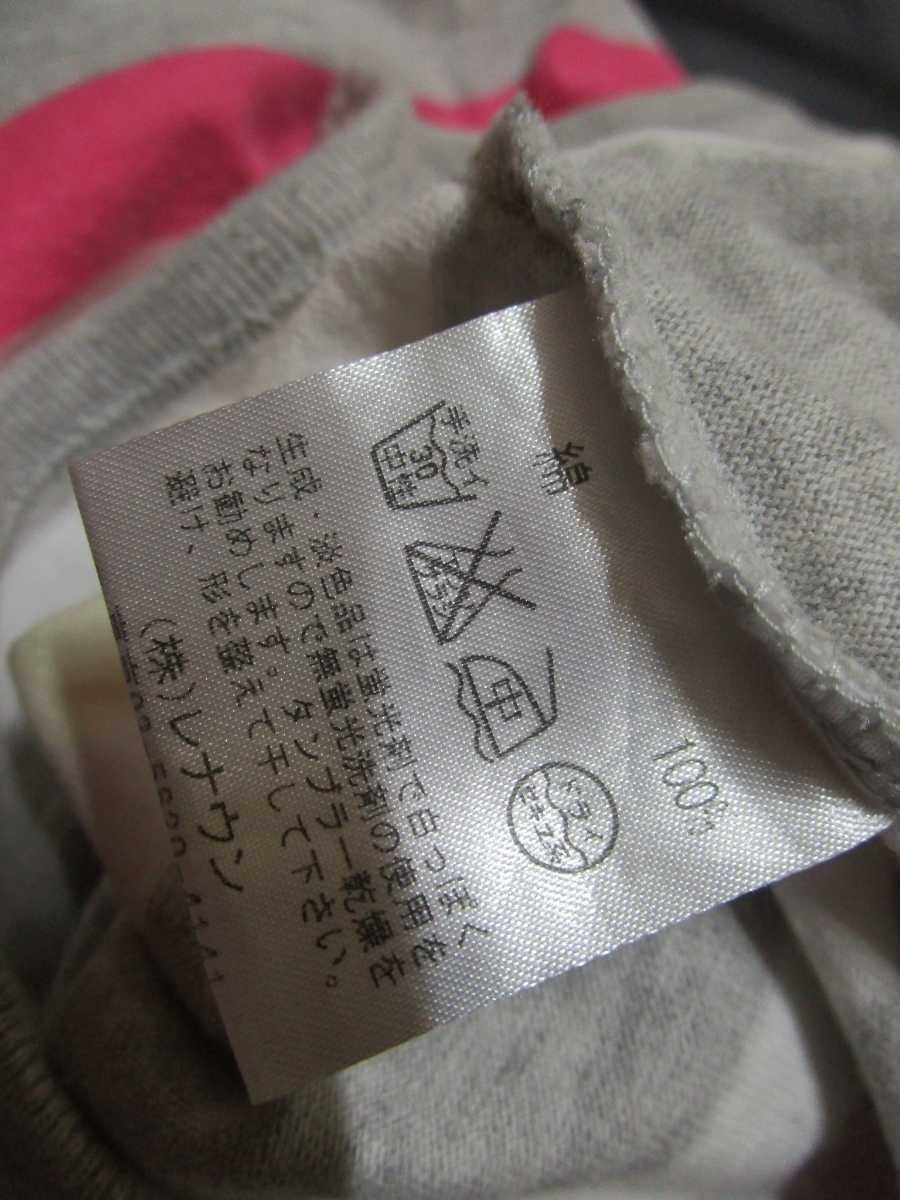 綿 100%
手洗イ
30
中性
中
ドライ
セキユ系
生成・淡色品は蛍光剤で白っぽく
なりますので無蛍光洗剤の使用を
お勧めします。タンブラー乾燥を
避け、形を整えて干して下さい。
(株)レナウン